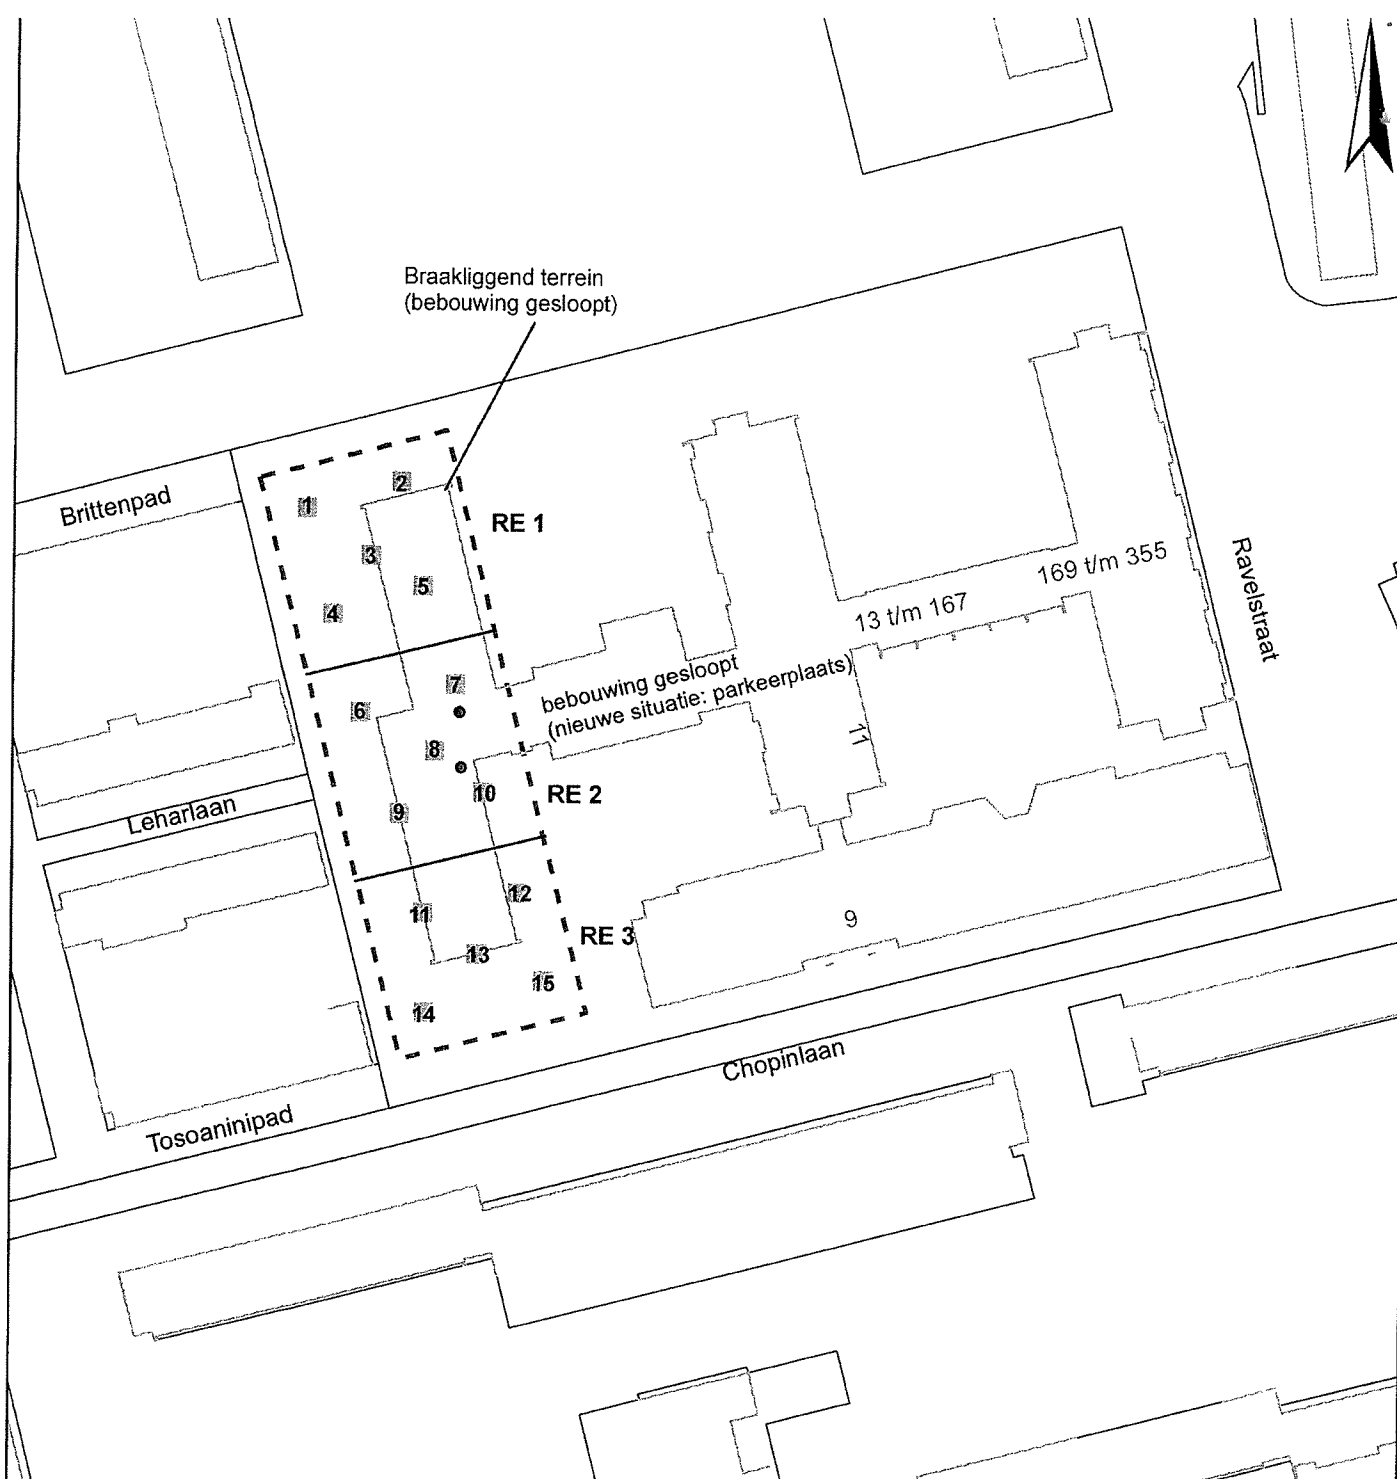 Braakliggend terrein
(bebouwing gesloopt)
Brittenpad
1
2
RE 1
3
5
4
169 t/m 355
13 t/m 167
Ravelstraat
bebouwing gesloopt
(nieuwe situatie: parkeerplaats)
7
6
8
11
10
RE 2
9
Leharlaan
12
11
RE 3
9
13
15
14
Chopinlaan
Tosoaninipad